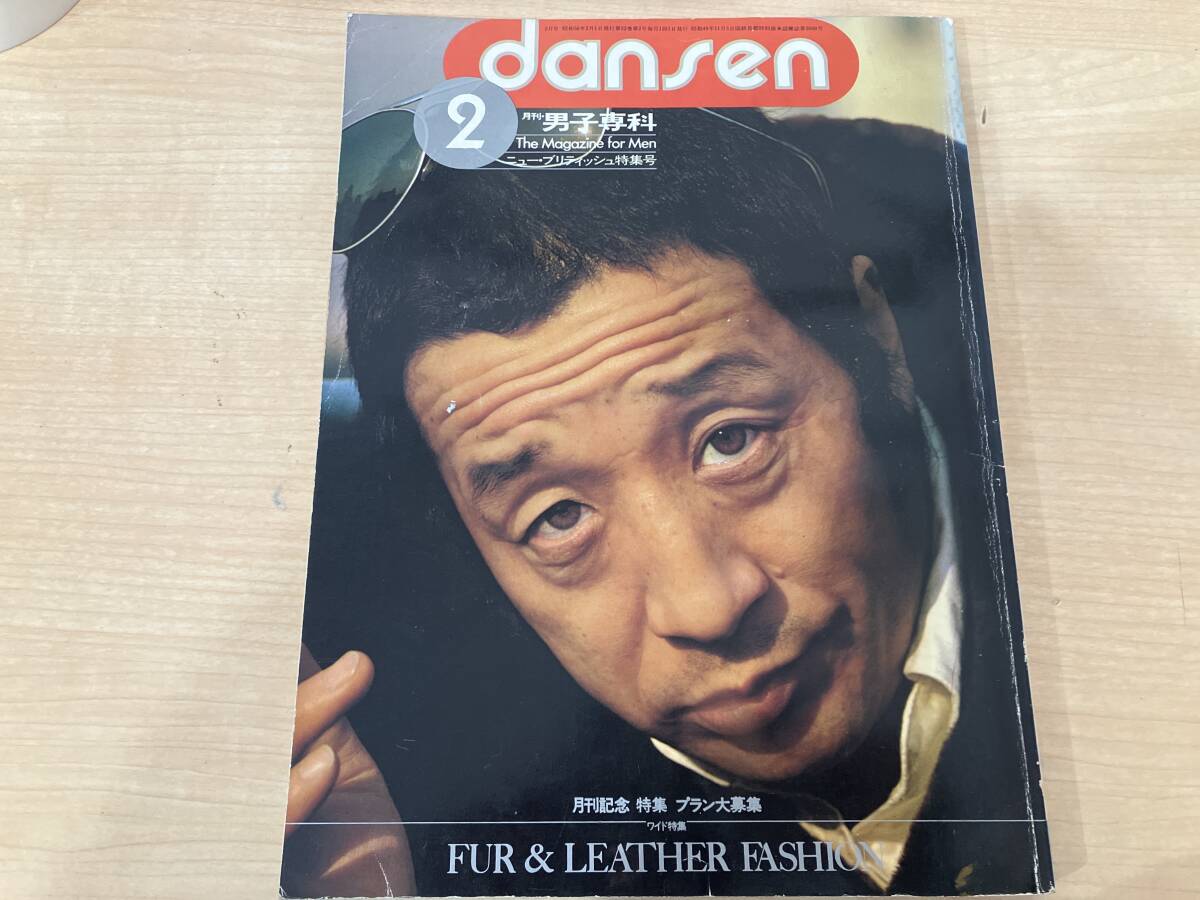 dansen
2
月刊・男子専科
The Magazine for Men
ニュー・ブリティッシュ特集号
月刊記念 特集 プラン大募集
ワイド特集
FUR & LEATHER FASHION